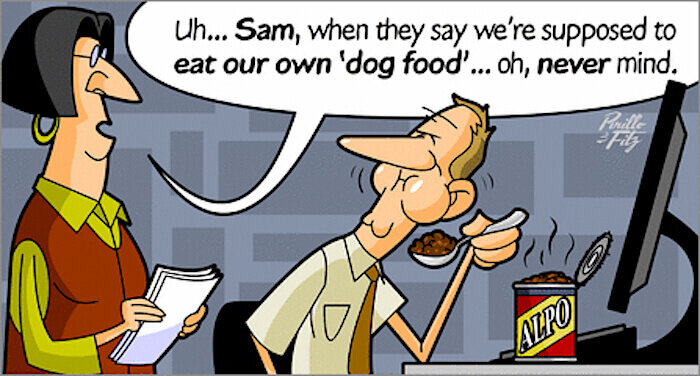 Uh... Sam, when they say we're supposed to
eat our own 'dog food'... oh, never mind.
Pirillo
& Fitz
ALPO